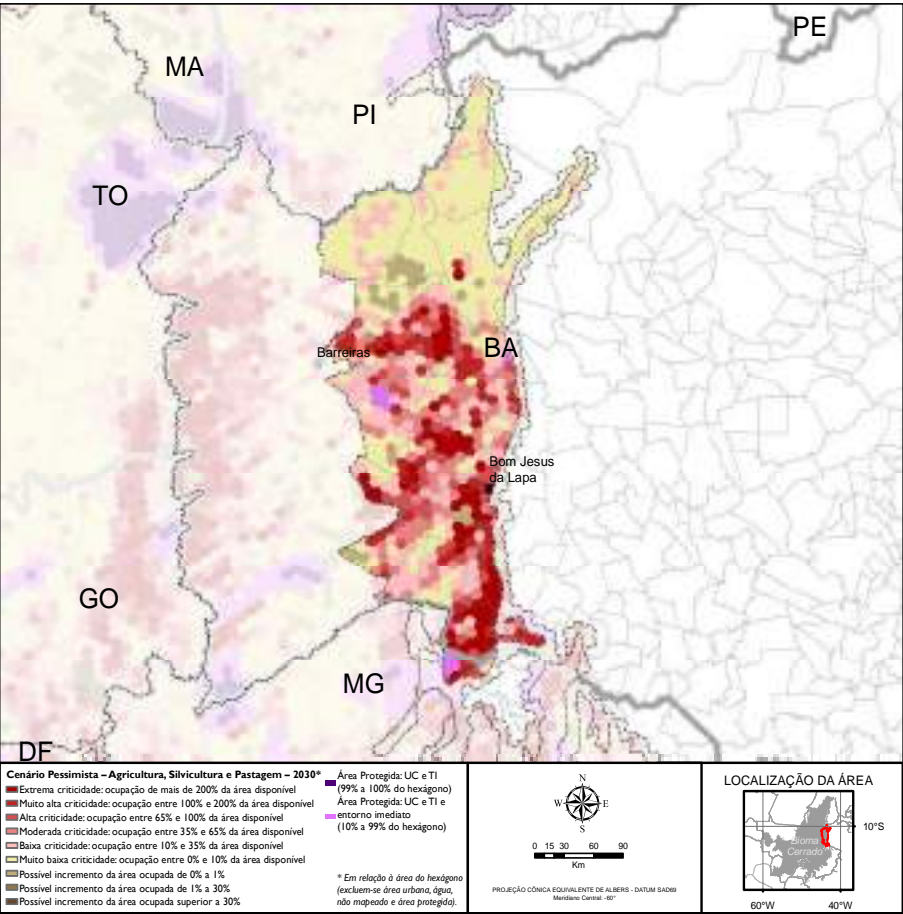 PE
MA
PI
TO
Barreiras
BA
Bom Jesus
da Lapa
GO
MG
DF
Cenário Pessimista – Agricultura, Silvicultura e Pastagem – 2030*
Extrema criticidade: ocupação de mais de 200% da área disponível
Muito alta criticidade: ocupação entre 100% e 200% da área disponível
Alta criticidade: ocupação entre 65% e 100% da área disponível
Moderada criticidade: ocupação entre 35% e 65% da área disponível
Baixa criticidade: ocupação entre 10% e 35% da área disponível
Muito baixa criticidade: ocupação entre 0% e 10% da área disponível
Possível incremento da área ocupada de 0% a 1%
Possível incremento da área ocupada de 1% a 30%
Possível incremento da área ocupada superior a 30%
Área Protegida: UC e TI
(99% a 100% do hexágono)
Área Protegida: UC e TI e
entorno imediato
(10% a 99% do hexágono)
* Em relação à área do hexágono
(excluem-se área urbana, água,
não mapeado e área protegida).
N
W E
S
0 15 30 60 90
Km
PROJEÇÃO CÔNICA EQUIVALENTE DE ALBERS - DATUM SAD69
Meridiano Central: -60°
LOCALIZAÇÃO DA ÁREA
10°S
Bioma
Cerrado
60°W 40°W